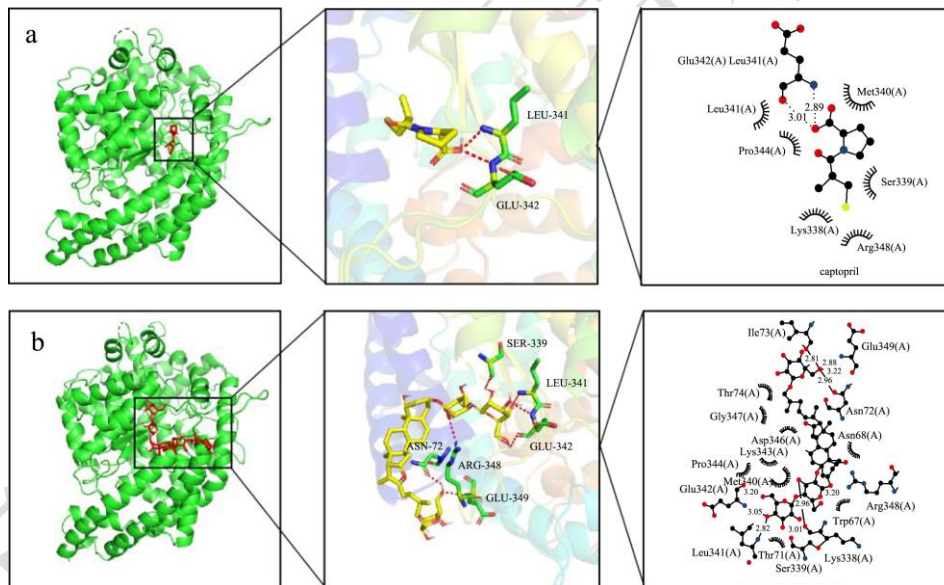 a
LEU-341
GLU-342
Glu342(A) Leu341(A)
Met340(A)
2.89
Leu341(A)
3.01
Pro344(A)
Ser339(A)
Lys338(A)
Arg348(A)
captopril
b
SER-339
LEU-341
ASN-72
GLU-342
ARG-348
GLU-349
Ile73(A)
Glu349(A)
2.81
2.88
3.22
2.96
Thr74(A)
Asn72(A)
Gly347(A)
Asp346(A)
Asn68(A)
Lys343(A)
Pro344(A)
Met340(A)
Glu342(A)
3.20
3.20
2.96
Arg348(A)
3.05
Trp67(A)
2.82
3.01
Leu341(A)
Thr71(A)
Lys338(A)
Ser339(A)